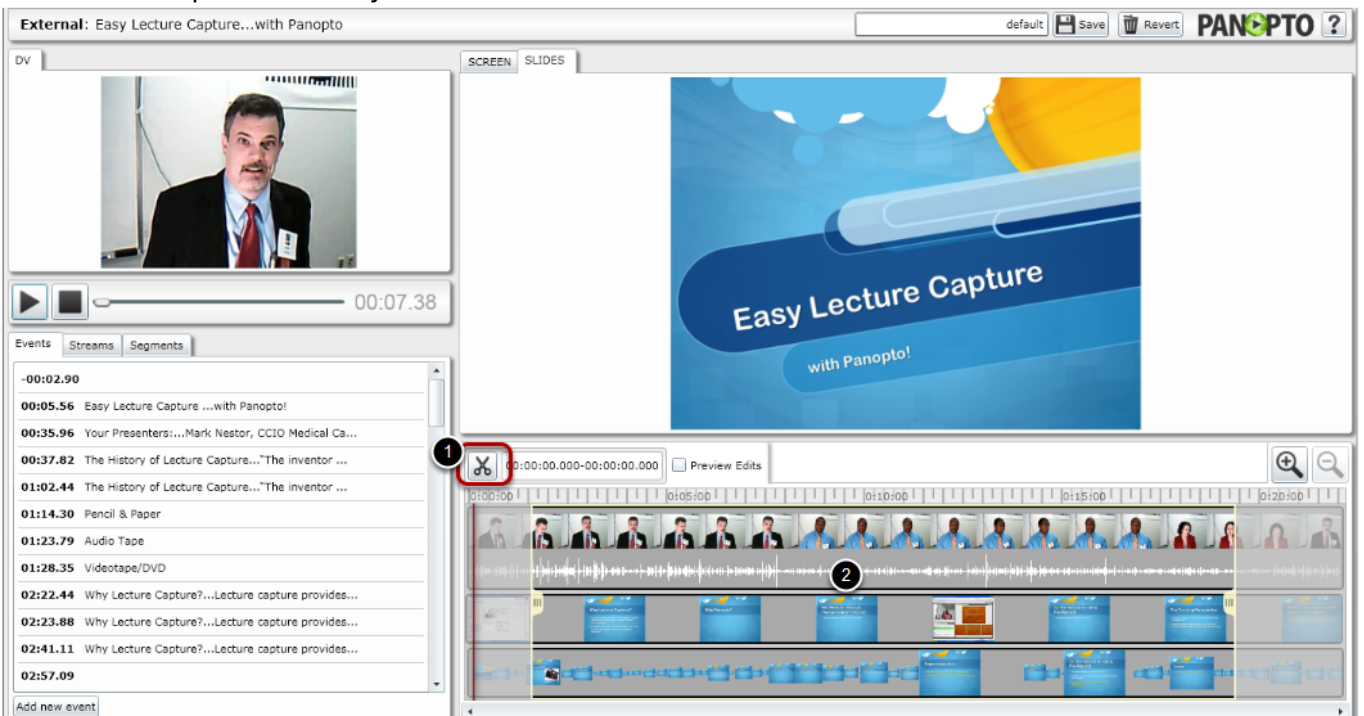 External: Easy Lecture Capture...with Panopto
default
Save
Revert
PANOPTO
?
DV
SCREEN
SLIDES
Easy Lecture Capture
with Panopto!
00:07.38
Events
Streams
Segments
-00:02.90
00:05.56 Easy Lecture Capture ...with Panopto!
00:35.96 Your Presenters:...Mark Nestor, CCIO Medical Ca...
00:37.82 The History of Lecture Capture..."The inventor ...
01:02.44 The History of Lecture Capture..."The inventor ...
01:14.30 Pencil & Paper
01:23.79 Audio Tape
01:28.35 Videotape/DVD
02:22.44 Why Lecture Capture?...Lecture capture provides...
02:23.88 Why Lecture Capture?...Lecture capture provides...
02:41.11 Why Lecture Capture?...Lecture capture provides...
02:57.09
Add new event
1
00:00:00.000-00:00:00.000
Preview Edits
0:00:00
0:05:00
0:10:00
0:15:00
0:20:00
2